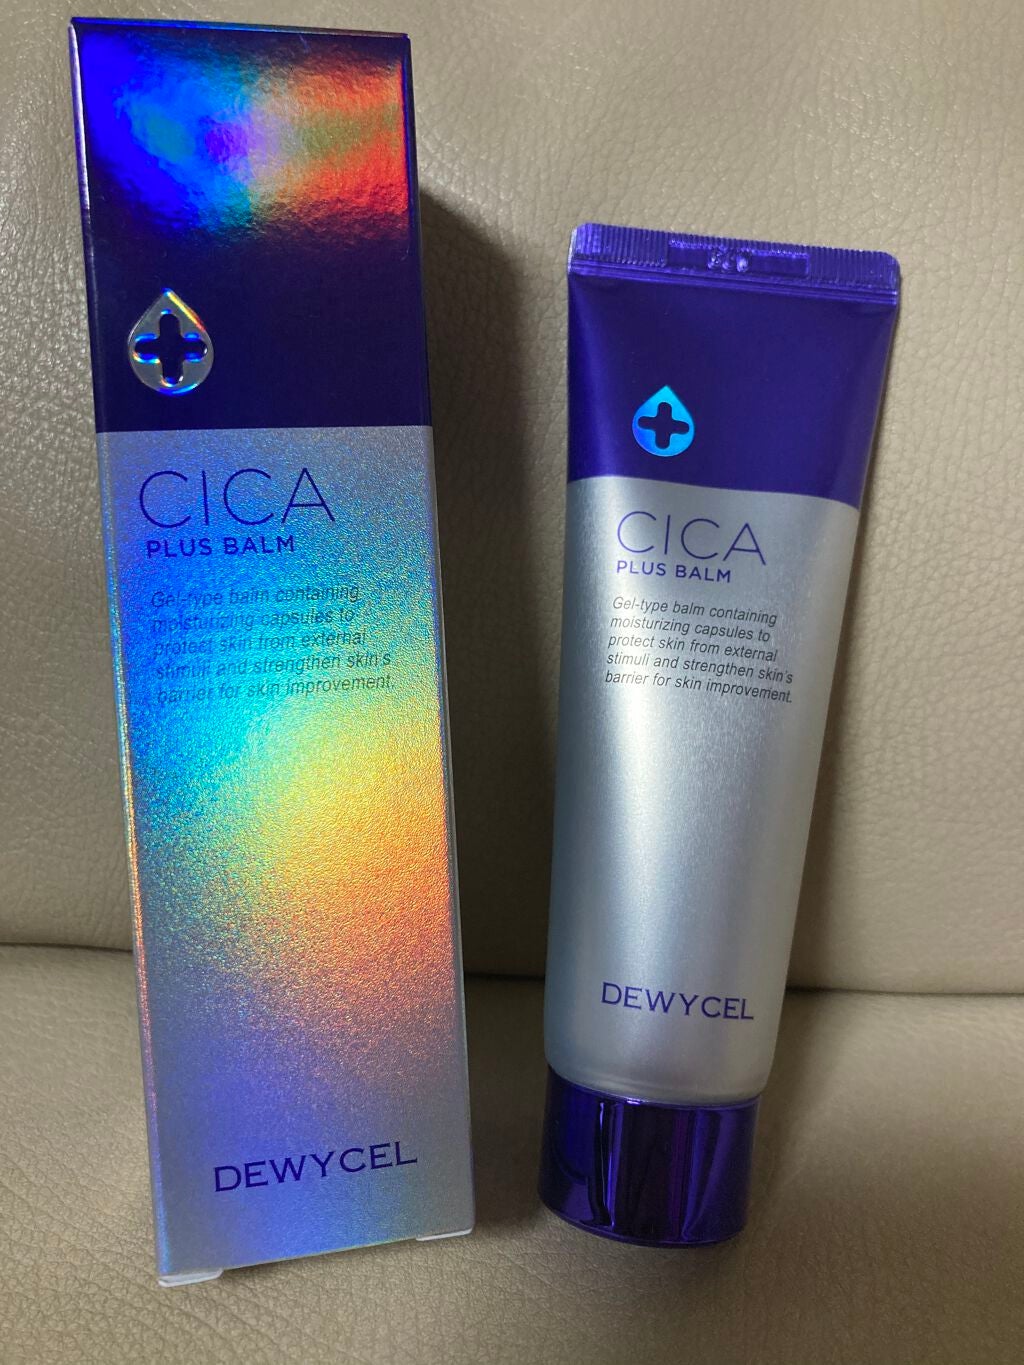 CICA
PLUS BALM
Gel-type balm containing
moisturizing capsules to
protect skin from external
stimuli and strengthen skin's
barrier for skin improvement.
DEWYCEL
CICA
PLUS BALM
Gel-type balm containing
moisturizing capsules to
protect skin from external
stimuli and strengthen skin's
barrier for skin improvement.
DEWYCEL